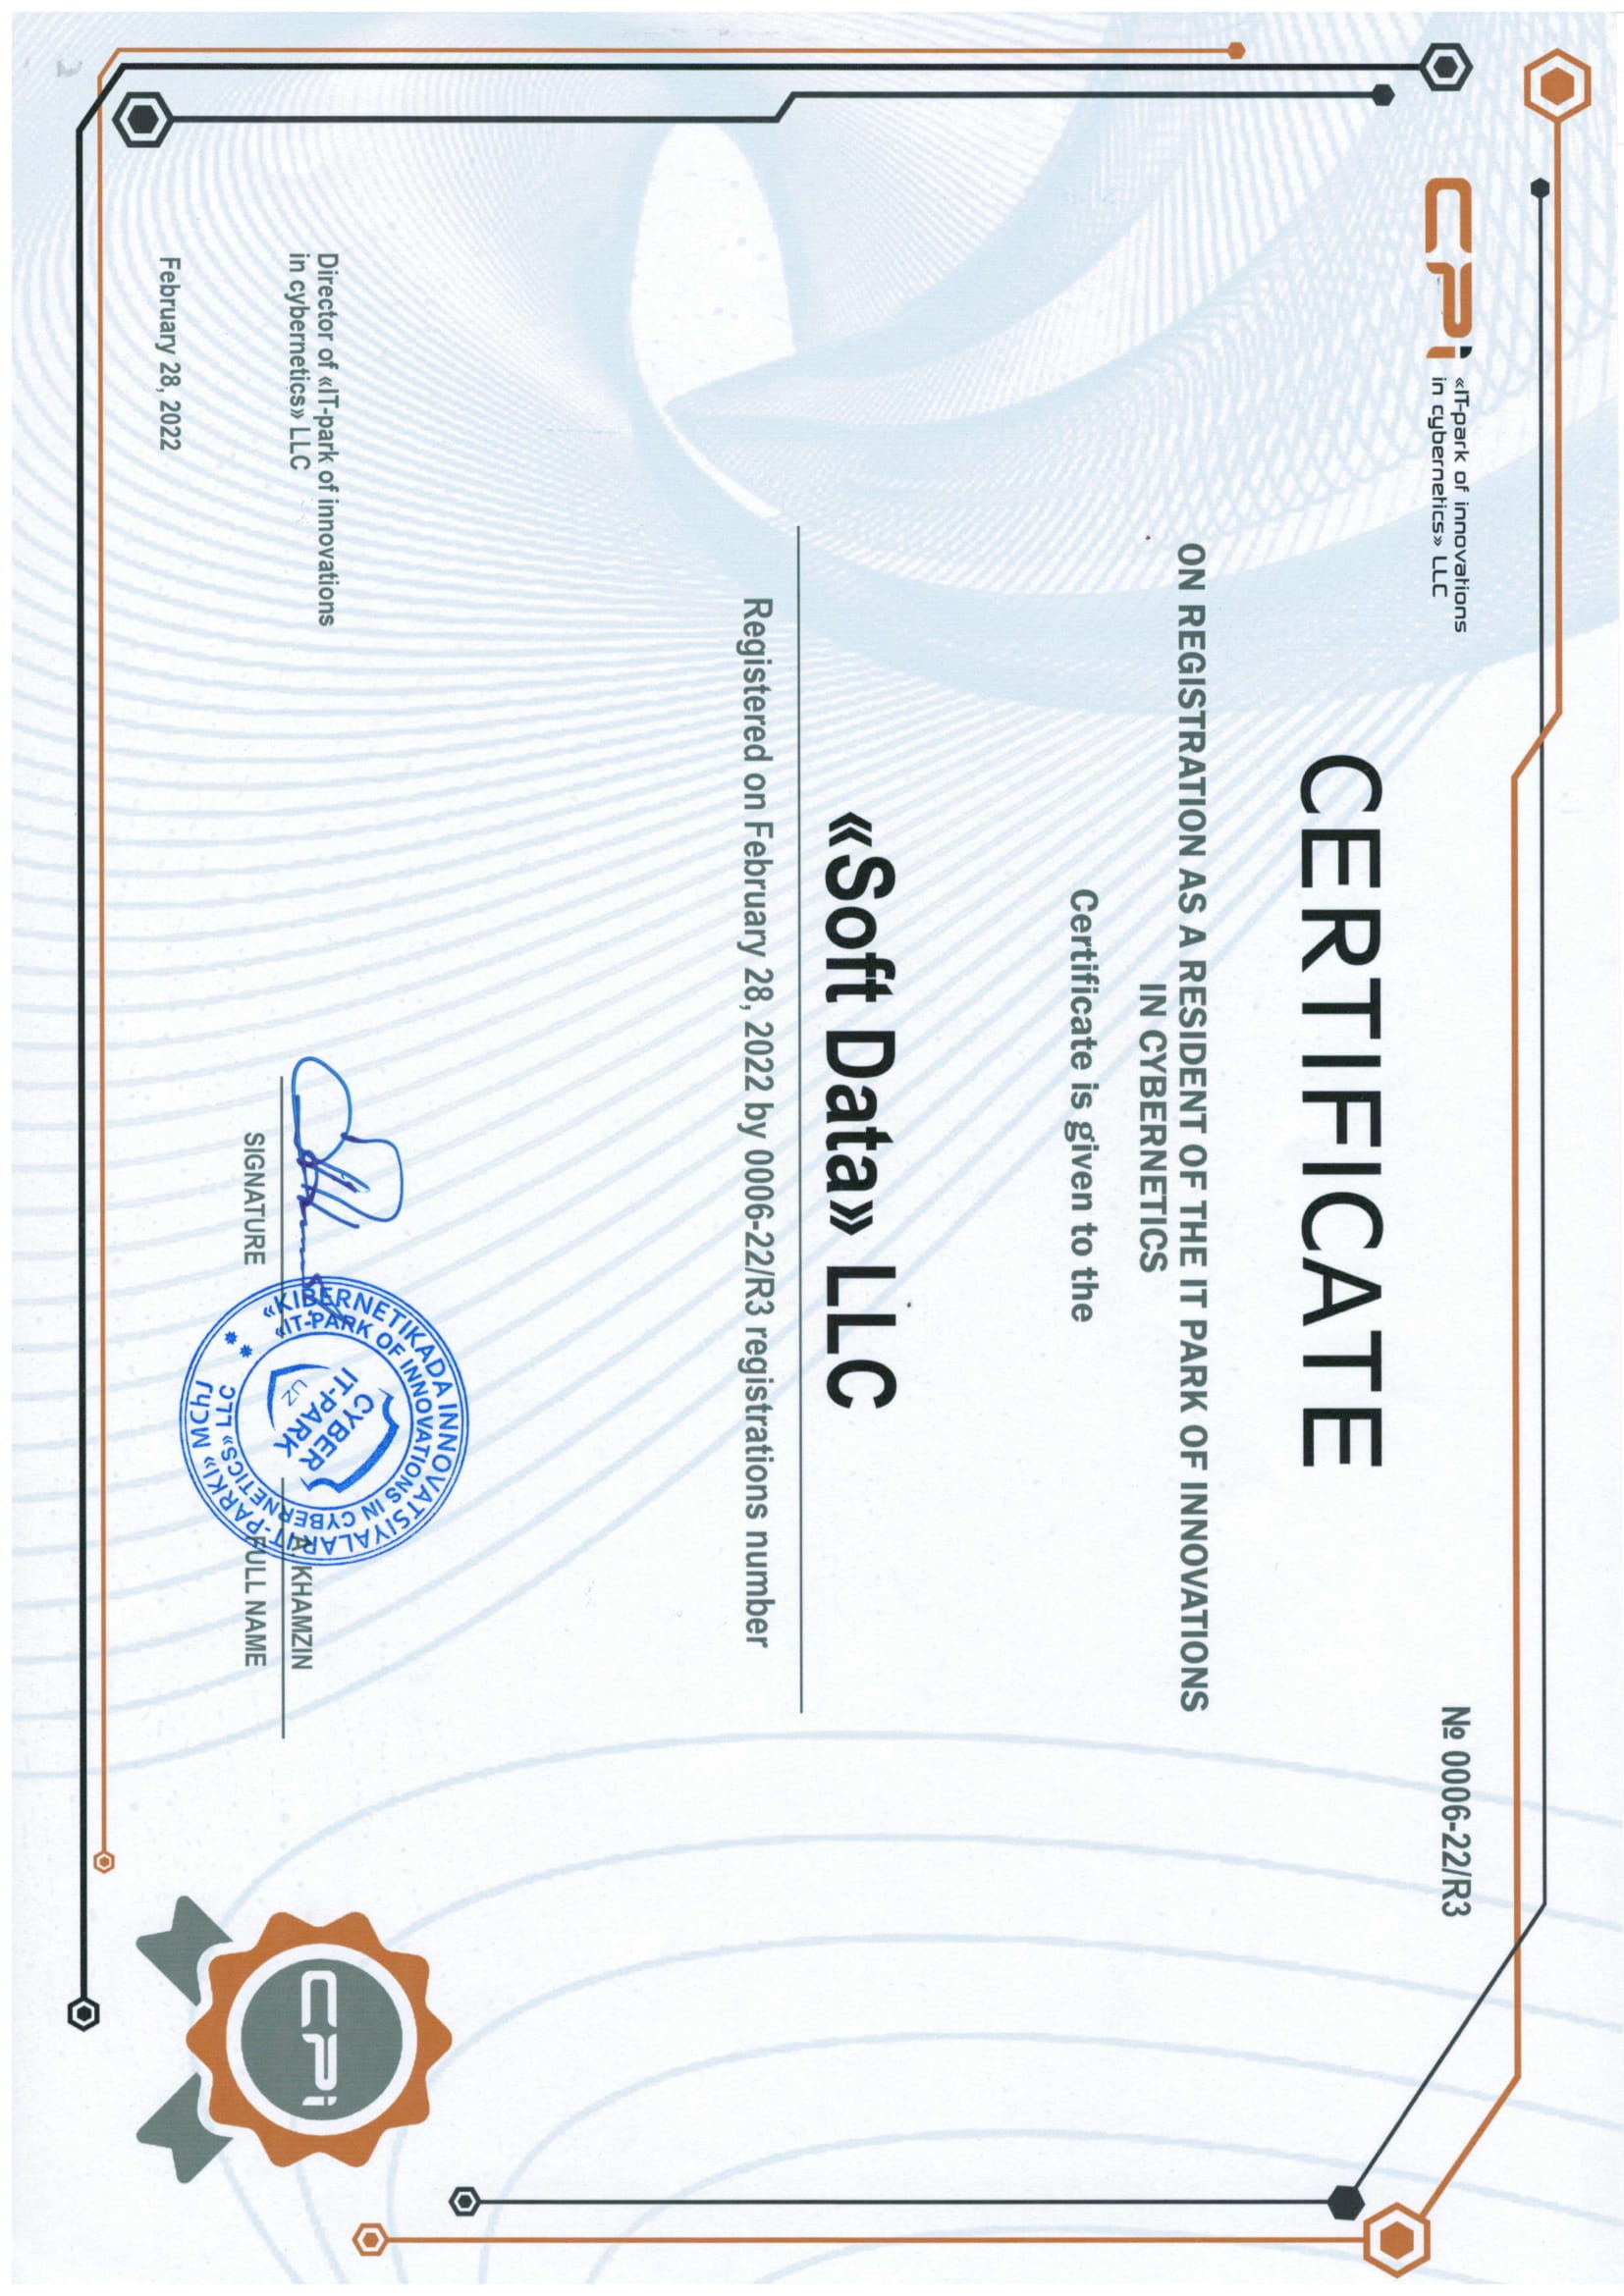 CPi
«IT-park of innovations
in cybernetics» LLC
№ 0006-22/R3
CERTIFICATE
ON REGISTRATION AS A RESIDENT OF THE IT PARK OF INNOVATIONS
IN CYBERNETICS
Certificate is given to the
«Soft Data» LLC
Registered on February 28, 2022 by 0006-22/R3 registrations number
Director of «IT-park of innovations
in cybernetics» LLC
A. KHAMZIN
SIGNATURE
FULL NAME
«KIBERNETIKADA INNOVATSIYALAR IT-PARKI» MCHJ
«IT-PARK OF INNOVATIONS IN CYBERNETICS» LLC
CYBER
IT-PARK
UZ
February 28, 2022
CPi